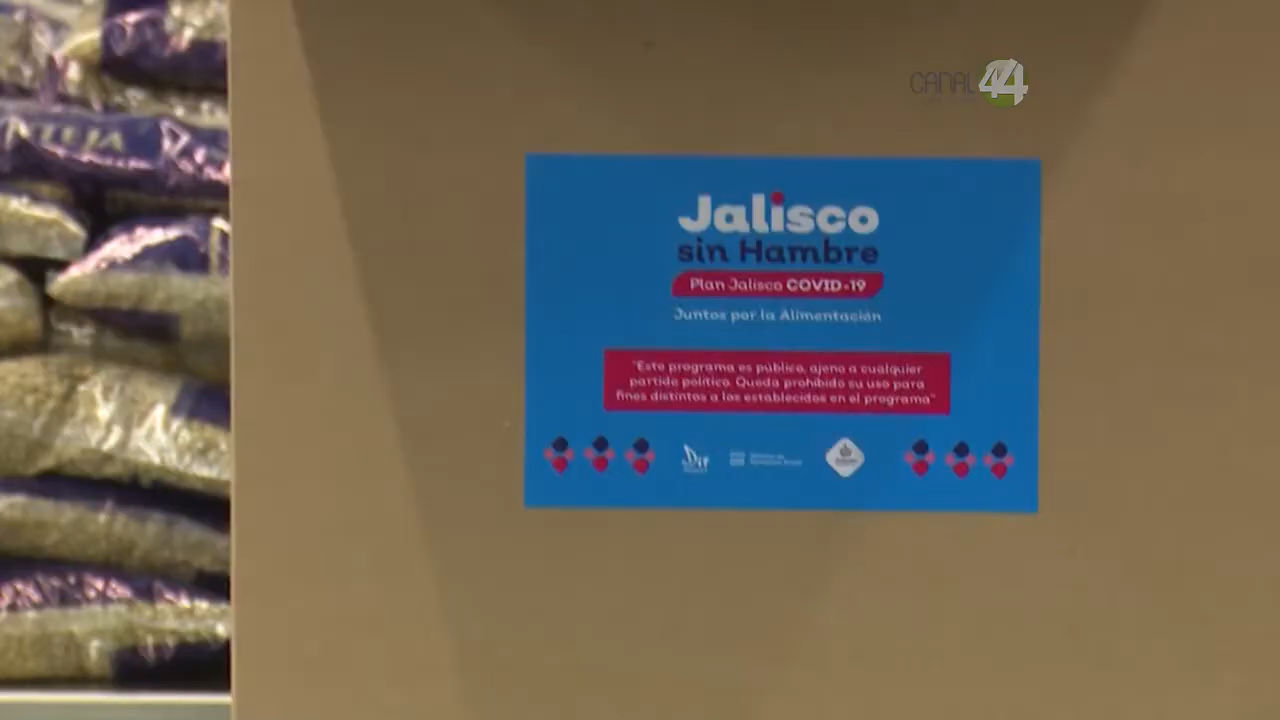 CANAL 44
Jalisco
sin Hambre
Plan Jalisco COVID-19
Juntos por la Alimentación
"Este programa es público, ajeno a cualquier
partido político. Queda prohibido su uso para
fines distintos a los establecidos en el programa"
DIF